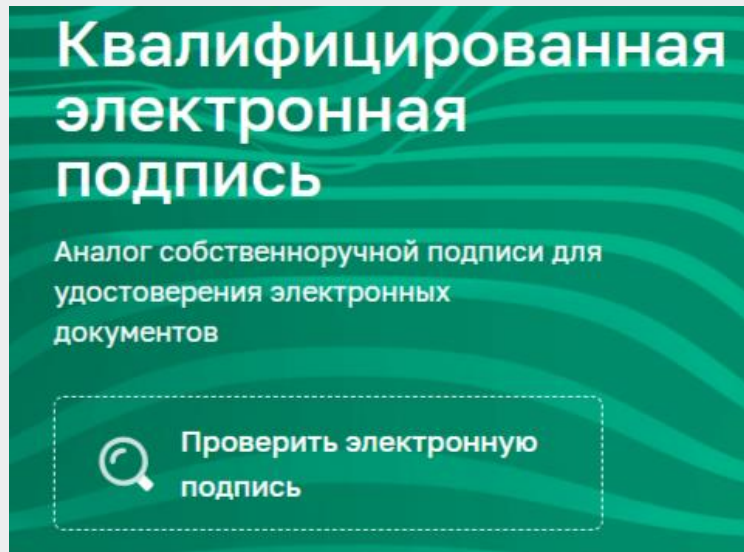 Квалифицированная
электронная
подпись
Аналог собственноручной подписи для
удостоверения электронных
документов
Проверить электронную
подпись